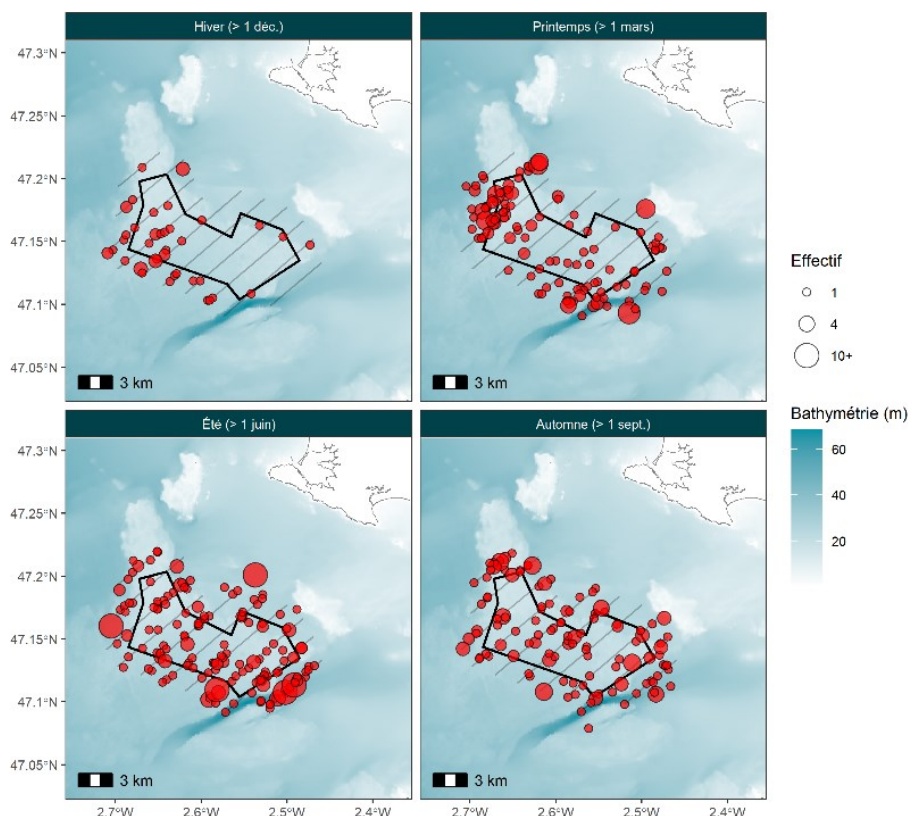 Hiver (> 1 déc.)
Printemps (> 1 mars)
47.3°N
47.25°N
47.2°N
47.15°N
47.1°N
47.05°N
3 km
3 km
Été (> 1 juin)
Automne (> 1 sept.)
47.3°N
47.25°N
47.2°N
47.15°N
47.1°N
47.05°N
3 km
3 km
2.7°W
2.6°W
2.5°W
2.4°W
2.7°W
2.6°W
2.5°W
2.4°W
Effectif
1
4
10+
Bathymétrie (m)
60
40
20